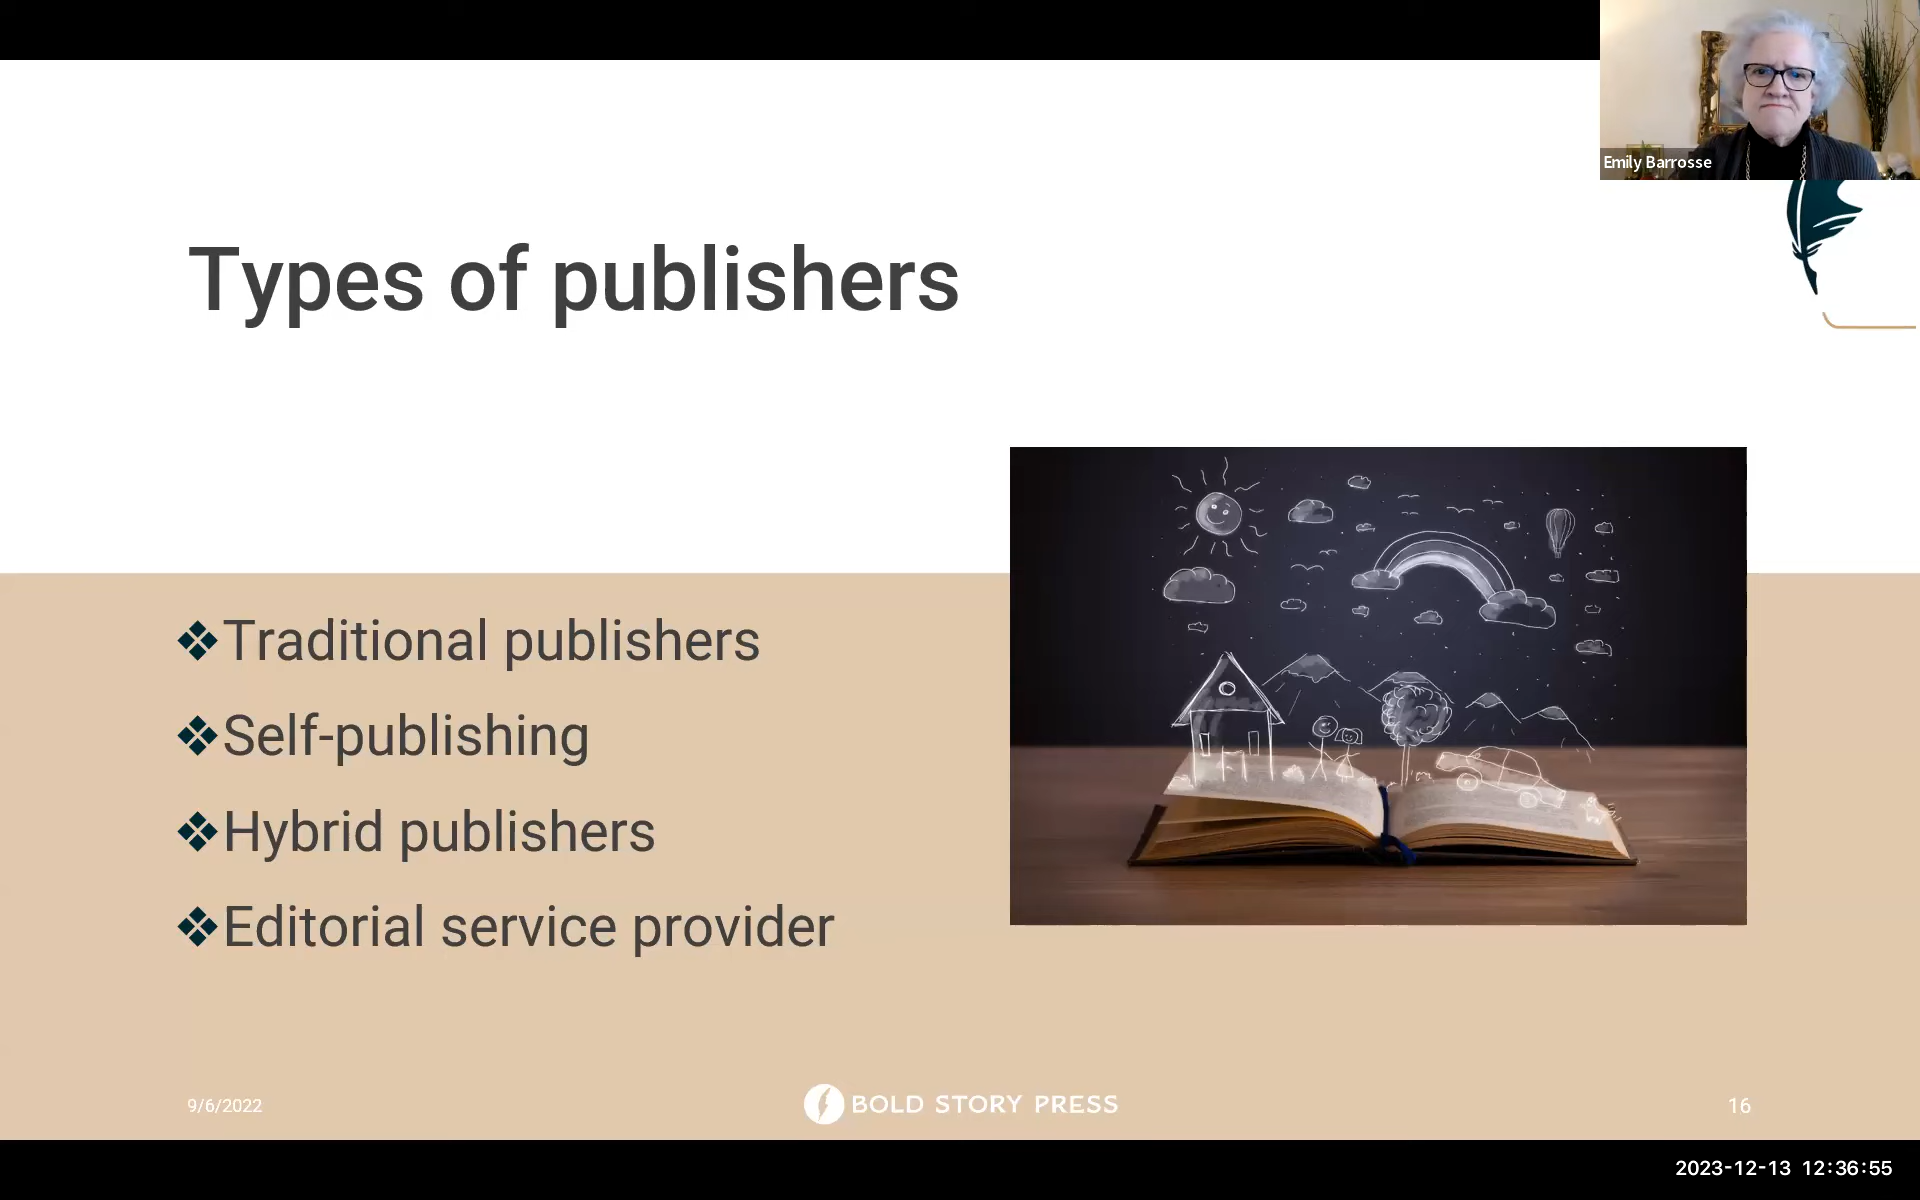 Emily Barrosse
Types of publishers
❖Traditional publishers
❖Self-publishing
❖Hybrid publishers
❖Editorial service provider
9/6/2022
BOLD STORY PRESS
16
2023-12-13 12:36:55